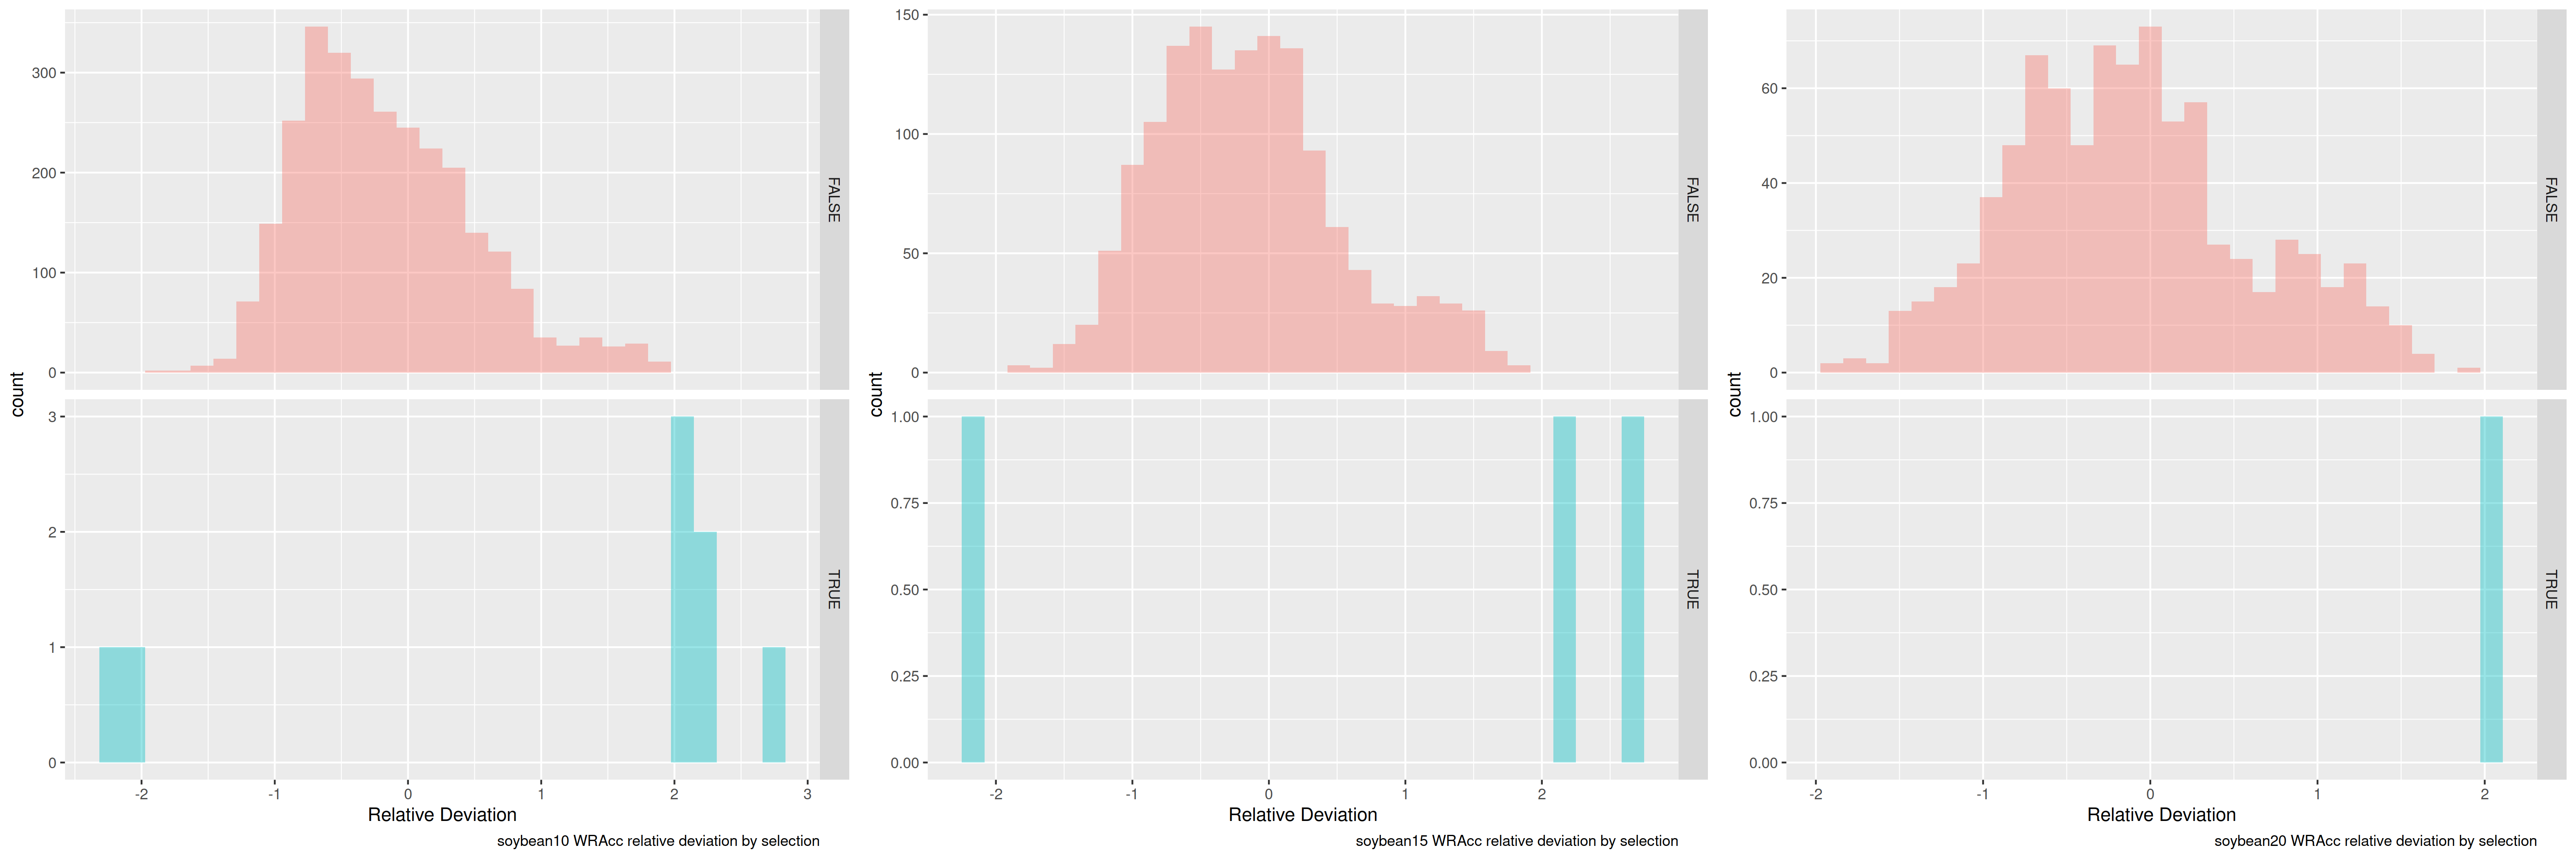 count
300
200
100
0
FALSE
3
2
1
0
TRUE
-2 -1 0 1 2 3
Relative Deviation
soybean10 WRAcc relative deviation by selection
count
150
100
50
0
FALSE
1.00
0.75
0.50
0.25
0.00
TRUE
-2 -1 0 1 2
Relative Deviation
soybean15 WRAcc relative deviation by selection
count
60
40
20
0
FALSE
1.00
0.75
0.50
0.25
0.00
TRUE
-2 -1 0 1 2
Relative Deviation
soybean20 WRAcc relative deviation by selection